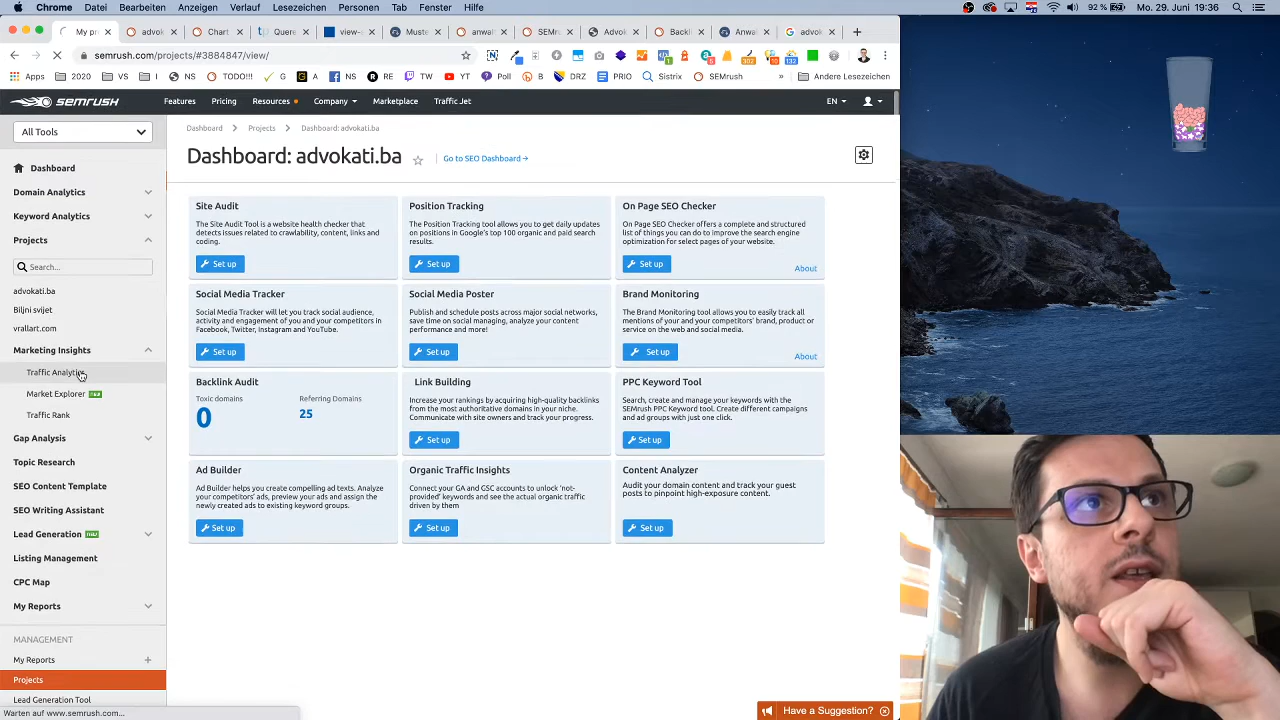 Chrome Datei Bearbeiten Anzeigen Verlauf Lesezeichen Personen Tab Fenster Hilfe 92 % Mo. 29. Juni 19:36
My pr advok Chart Quere view- Muste Anwa SEMr Advok Backl Anwal advok
semrush.com/projects/#3884847/view/
Apps 2020 VS I NS TODO!!! G A NS RE TW YT Poll B DRZ PRIO Sistrix SEMrush » Andere Lesezeichen
SEMRUSH Features Pricing Resources Company Marketplace Traffic Jet EN
All Tools
Dashboard
Domain Analytics
Keyword Analytics
Projects
Search...
advokati.ba
Biljni svijet
vrallart.com
Marketing Insights
Traffic Analytics
Market Explorer new
Traffic Rank
Gap Analysis
Topic Research
SEO Content Template
SEO Writing Assistant
Lead Generation new
Listing Management
CPC Map
My Reports
MANAGEMENT
My Reports +
Projects
Lead Generation Tool
Warten auf www.semrush.com...
Dashboard > Projects > Dashboard: advokati.ba
Dashboard: advokati.ba Go to SEO Dashboard →
Site Audit
The Site Audit Tool is a website health checker that
detects issues related to crawlability, content, links and
coding.
Set up
Position Tracking
The Position Tracking tool allows you to get daily updates
on positions in Google's top 100 organic and paid search
results.
Set up
On Page SEO Checker
On Page SEO Checker offers a complete and structured
list of things you can do to improve the search engine
optimization for select pages of your website.
Set up About
Social Media Tracker
Social Media Tracker will let you track social audience,
activity and engagement of you and your competitors in
Facebook, Twitter, Instagram and YouTube.
Set up
Social Media Poster
Publish and schedule posts across major social networks,
save time on social managing, analyze your content
performance and more!
Set up
Brand Monitoring
The Brand Monitoring tool allows you to easily track all
mentions of your and your competitors' brand, product or
service on the web and social media.
Set up About
Backlink Audit
Toxic domains Referring Domains
0 25
Link Building
Increase your rankings by acquiring high-quality backlinks
from the most authoritative domains in your niche.
Communicate with site owners and track your progress.
Set up
PPC Keyword Tool
Search, create and manage your keywords with the
SEMrush PPC Keyword tool. Create different campaigns
and ad groups with just one click.
Set up
Ad Builder
Ad Builder helps you create compelling ad texts. Analyze
your competitors' ads, preview your ads and assign the
newly created ads to existing keyword groups.
Set up
Organic Traffic Insights
Connect your GA and GSC accounts to unlock 'not-
provided' keywords and see the actual organic traffic
driven by them
Set up
Content Analyzer
Audit your domain content and track your guest
posts to pinpoint high-exposure content.
Set up
Have a Suggestion?